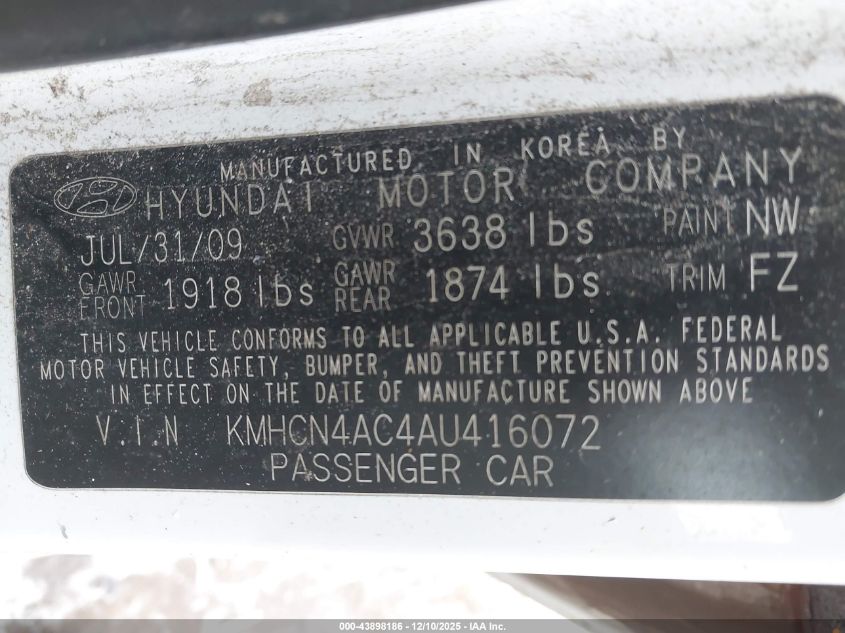 MANUFACTURED IN KOREA BY
HYUNDAI MOTOR COMPANY
JUL/31/09 GVWR 3638 lbs PAINT NW
GAWR FRONT 1918 lbs GAWR REAR 1874 lbs TRIM FZ
THIS VEHICLE CONFORMS TO ALL APPLICABLE U.S.A. FEDERAL
MOTOR VEHICLE SAFETY, BUMPER, AND THEFT PREVENTION STANDARDS
IN EFFECT ON THE DATE OF MANUFACTURE SHOWN ABOVE
V.I.N KMHCN4AC4AU416072
PASSENGER CAR
000-43898186 - 12/10/2025 - IAA Inc.